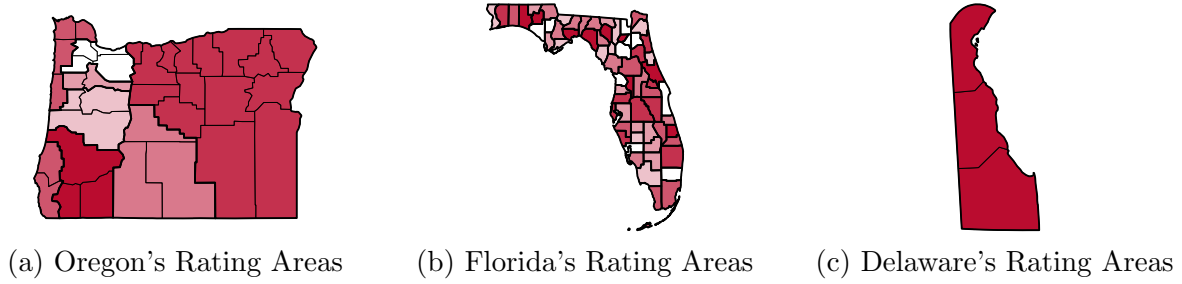 (a) Oregon's Rating Areas
(b) Florida's Rating Areas
(c) Delaware's Rating Areas